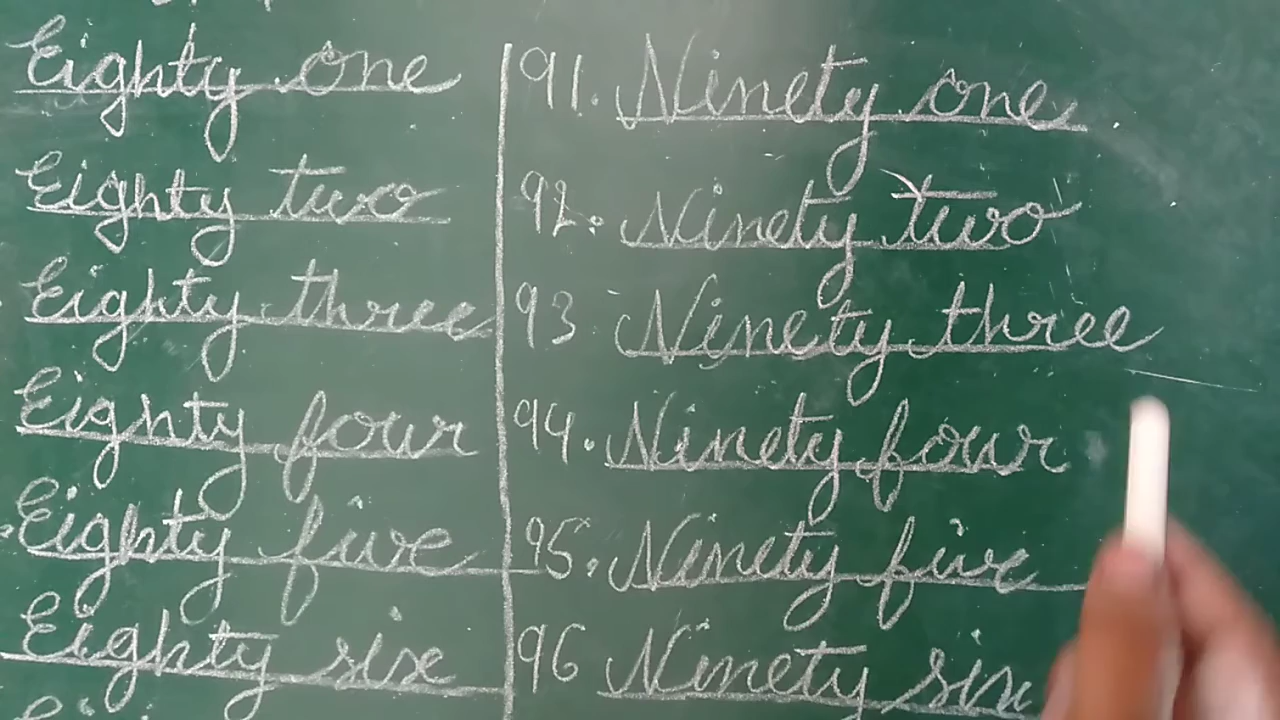 Eighty one
Eighty two
Eighty three
Eighty four
Eighty five
Eighty six
91. Ninety one
92. Ninety two
93 Ninety three
94. Ninety four
95. Ninety five
96 Ninety six